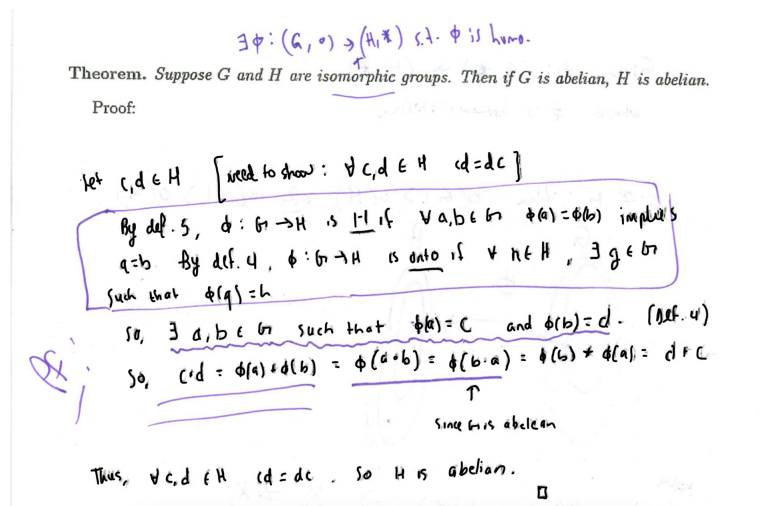 ∃ϕ: (G, ∘) → (H, *) s.t. ϕ is homo.
Theorem. Suppose G and H are isomorphic groups. Then if G is abelian, H is abelian.
Proof:
let c,d ∈ H [need to show: ∀ c,d ∈ H cd = dc]
By def. 5, ϕ: G → H is 1-1 if ∀ a,b ∈ G ϕ(a) = ϕ(b) implies
a=b. By def. 4, ϕ: G → H is onto if ∀ h ∈ H, ∃ g ∈ G
such that ϕ(g) = h
So, ∃ a,b ∈ G such that ϕ(a) = c and ϕ(b) = d. (Def. 4)
So, c*d = ϕ(a) * ϕ(b) = ϕ(a∘b) = ϕ(b∘a) = ϕ(b) * ϕ(a) = d * c
↑
Since G is abelean
Thus, ∀ c,d ∈ H cd = dc. So H is abelian.
□